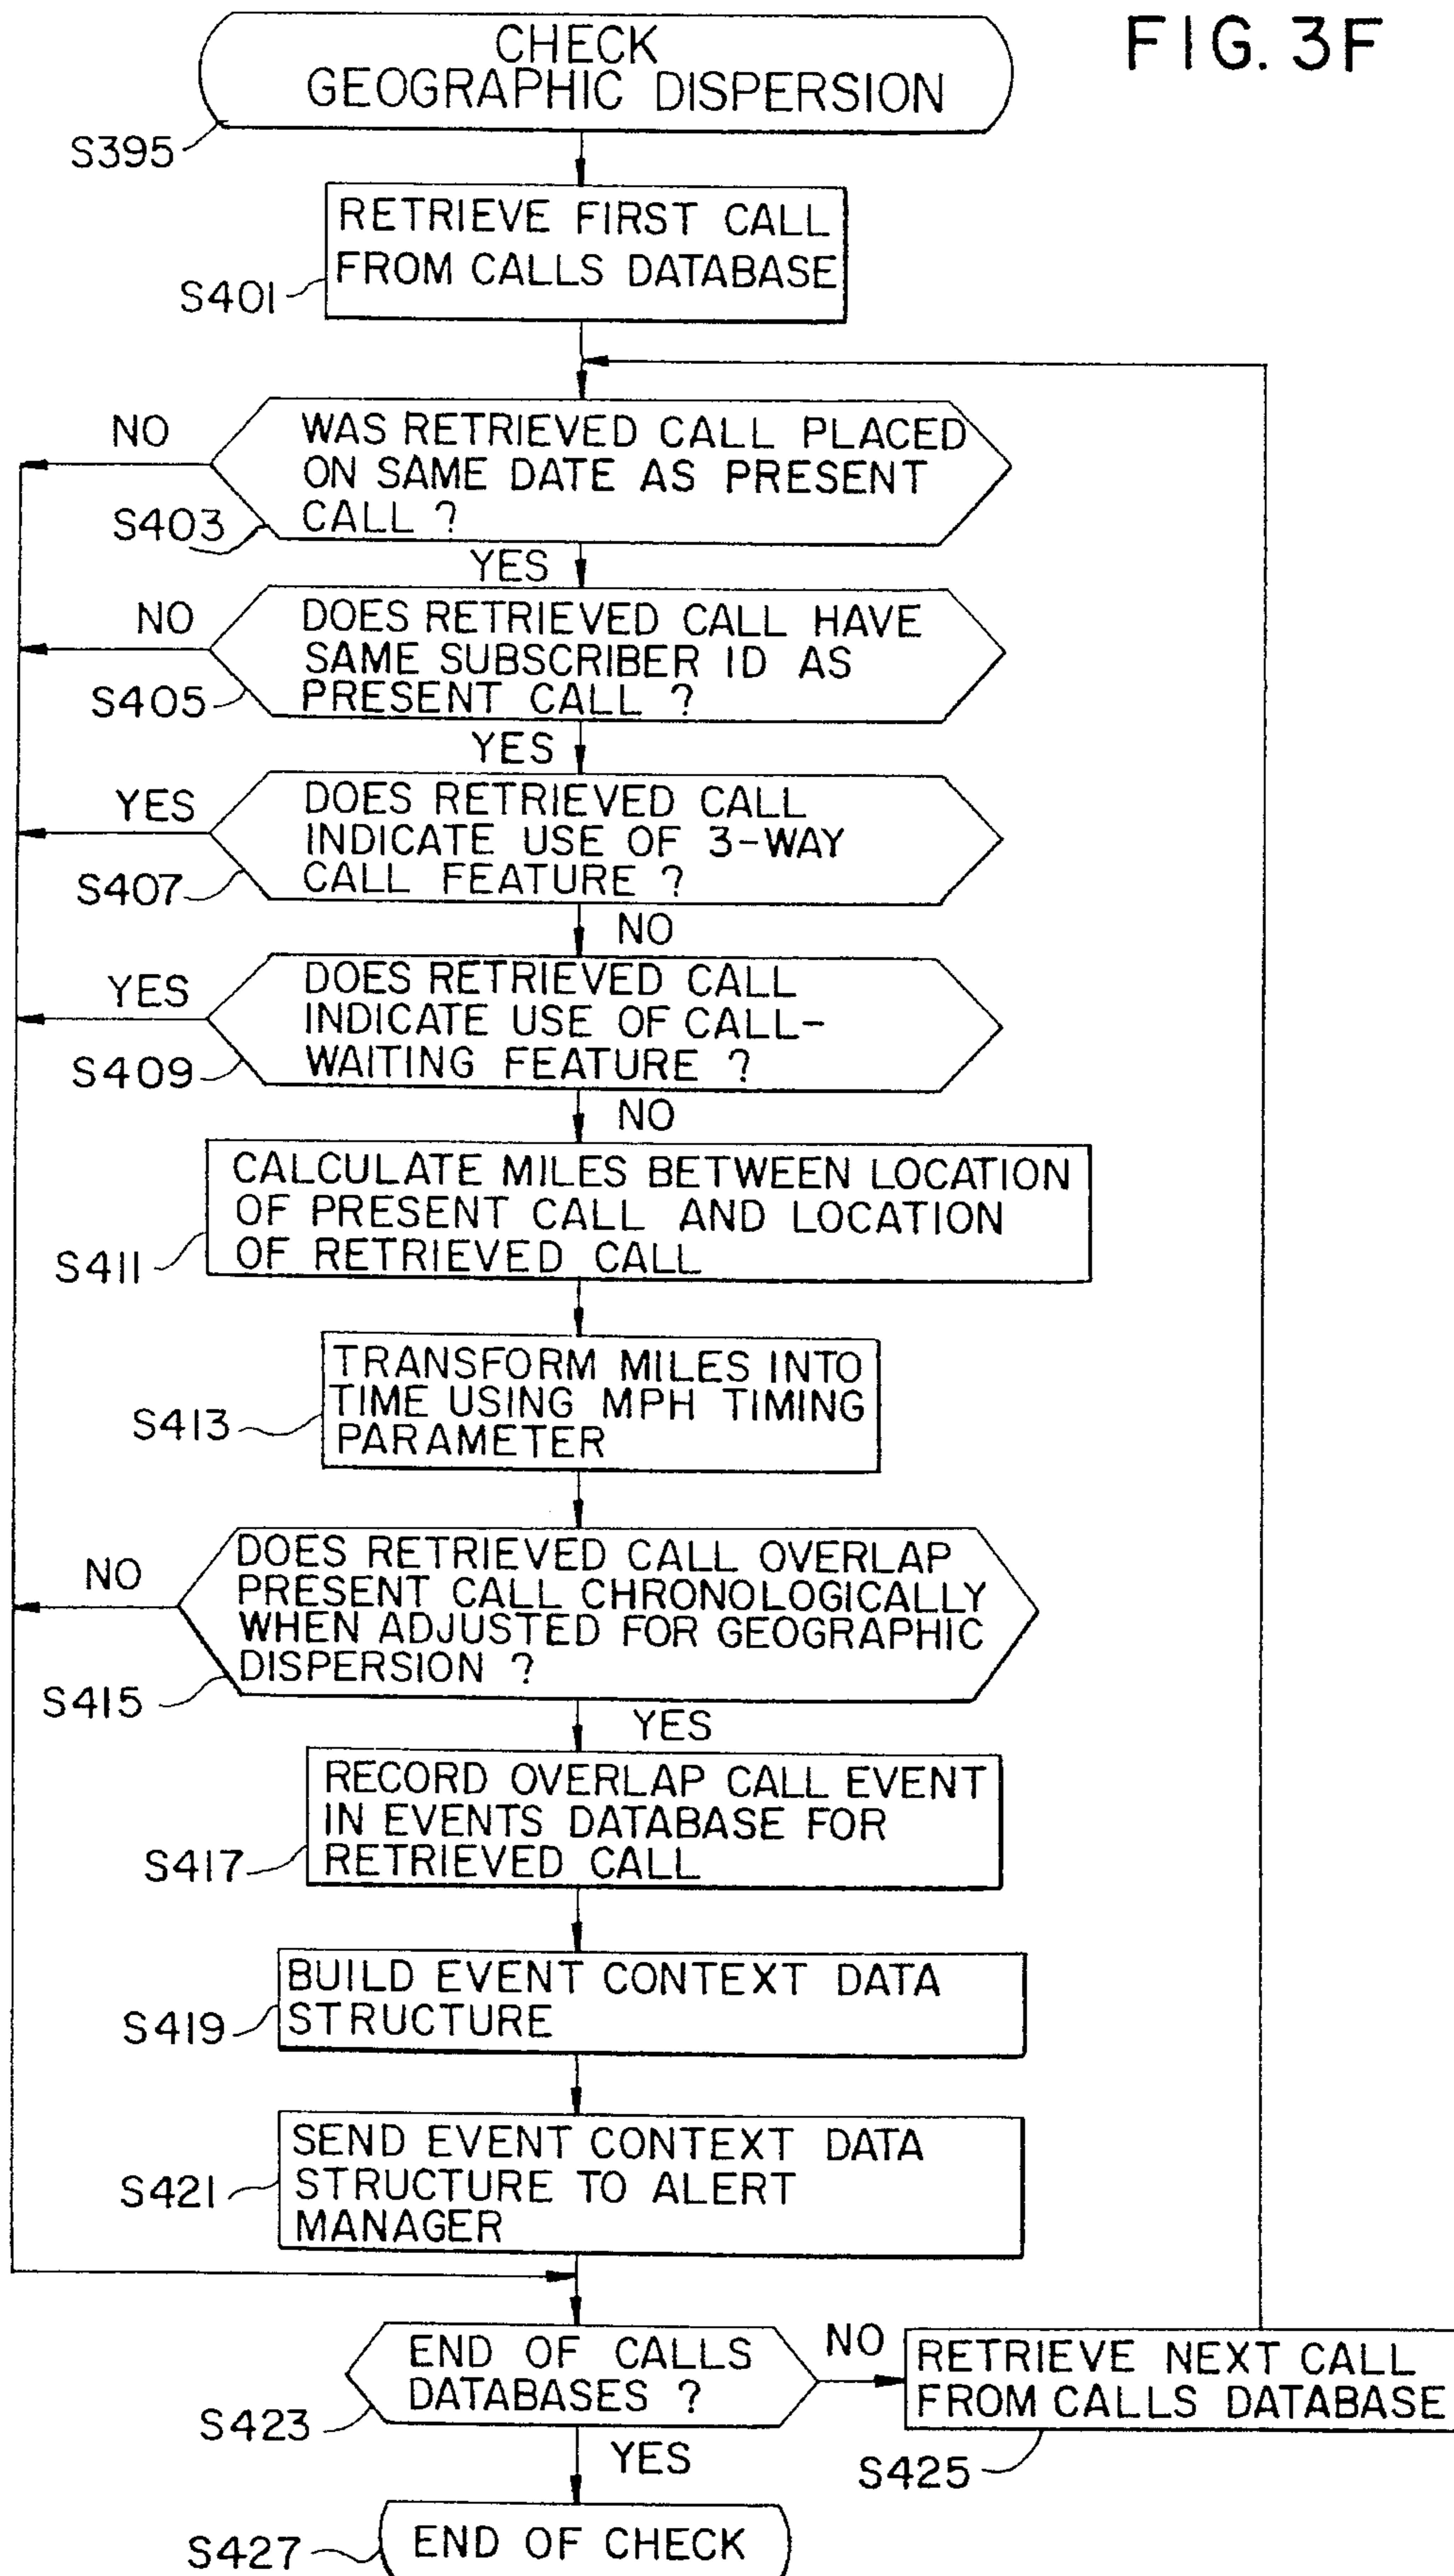 FIG. 3F
CHECK
GEOGRAPHIC DISPERSION
S395
RETRIEVE FIRST CALL
FROM CALLS DATABASE
S401
NO
WAS RETRIEVED CALL PLACED
ON SAME DATE AS PRESENT
CALL ?
S403
YES
NO
DOES RETRIEVED CALL HAVE
SAME SUBSCRIBER ID AS
PRESENT CALL ?
S405
YES
YES
DOES RETRIEVED CALL
INDICATE USE OF 3-WAY
CALL FEATURE ?
S407
NO
YES
DOES RETRIEVED CALL
INDICATE USE OF CALL-
WAITING FEATURE ?
S409
NO
CALCULATE MILES BETWEEN LOCATION
OF PRESENT CALL AND LOCATION
OF RETRIEVED CALL
S411
TRANSFORM MILES INTO
TIME USING MPH TIMING
PARAMETER
S413
NO
DOES RETRIEVED CALL OVERLAP
PRESENT CALL CHRONOLOGICALLY
WHEN ADJUSTED FOR GEOGRAPHIC
DISPERSION ?
S415
YES
RECORD OVERLAP CALL EVENT
IN EVENTS DATABASE FOR
RETRIEVED CALL
S417
BUILD EVENT CONTEXT DATA
STRUCTURE
S419
SEND EVENT CONTEXT DATA
STRUCTURE TO ALERT
MANAGER
S421
END OF CALLS
DATABASES ?
S423
NO
RETRIEVE NEXT CALL
FROM CALLS DATABASE
S425
YES
END OF CHECK
S427